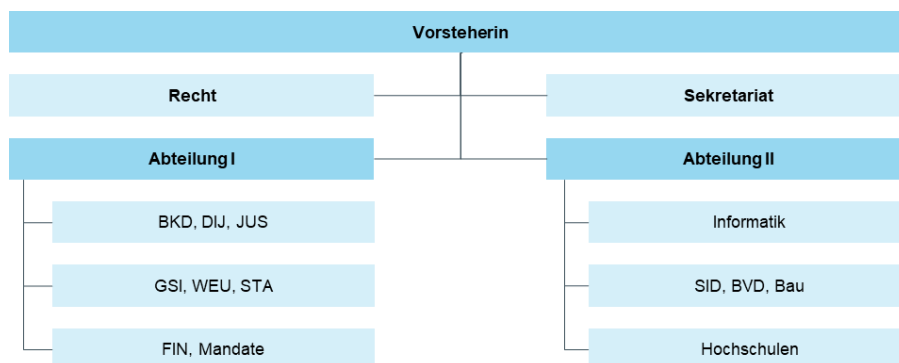 Vorsteherin
Recht
Sekretariat
Abteilung I
Abteilung II
BKD, DIJ, JUS
Informatik
GSI, WEU, STA
SID, BVD, Bau
FIN, Mandate
Hochschulen